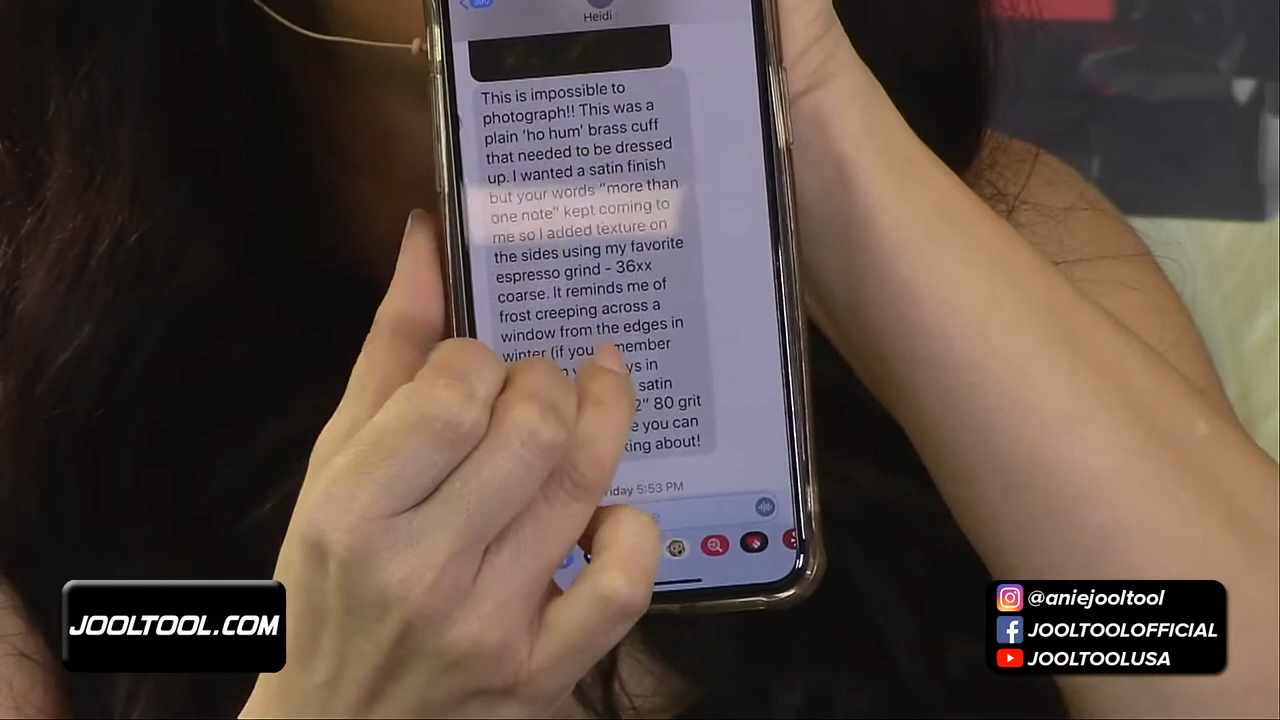 300
Heidi
This is impossible to
photograph!! This was a
plain ‘ho hum’ brass cuff
that needed to be dressed
up. I wanted a satin finish
but your words “more than
one note” kept coming to
me so I added texture on
the sides using my favorite
espresso grind - 36xx
coarse. It reminds me of
frost creeping across a
window from the edges in
winter (if you
in
satin
2” 80 grit
you can
about!
5:53 PM
JOOLTOOL.COM
@aniejooltool
JOOLTOOLOFFICIAL
JOOLTOOLUSA